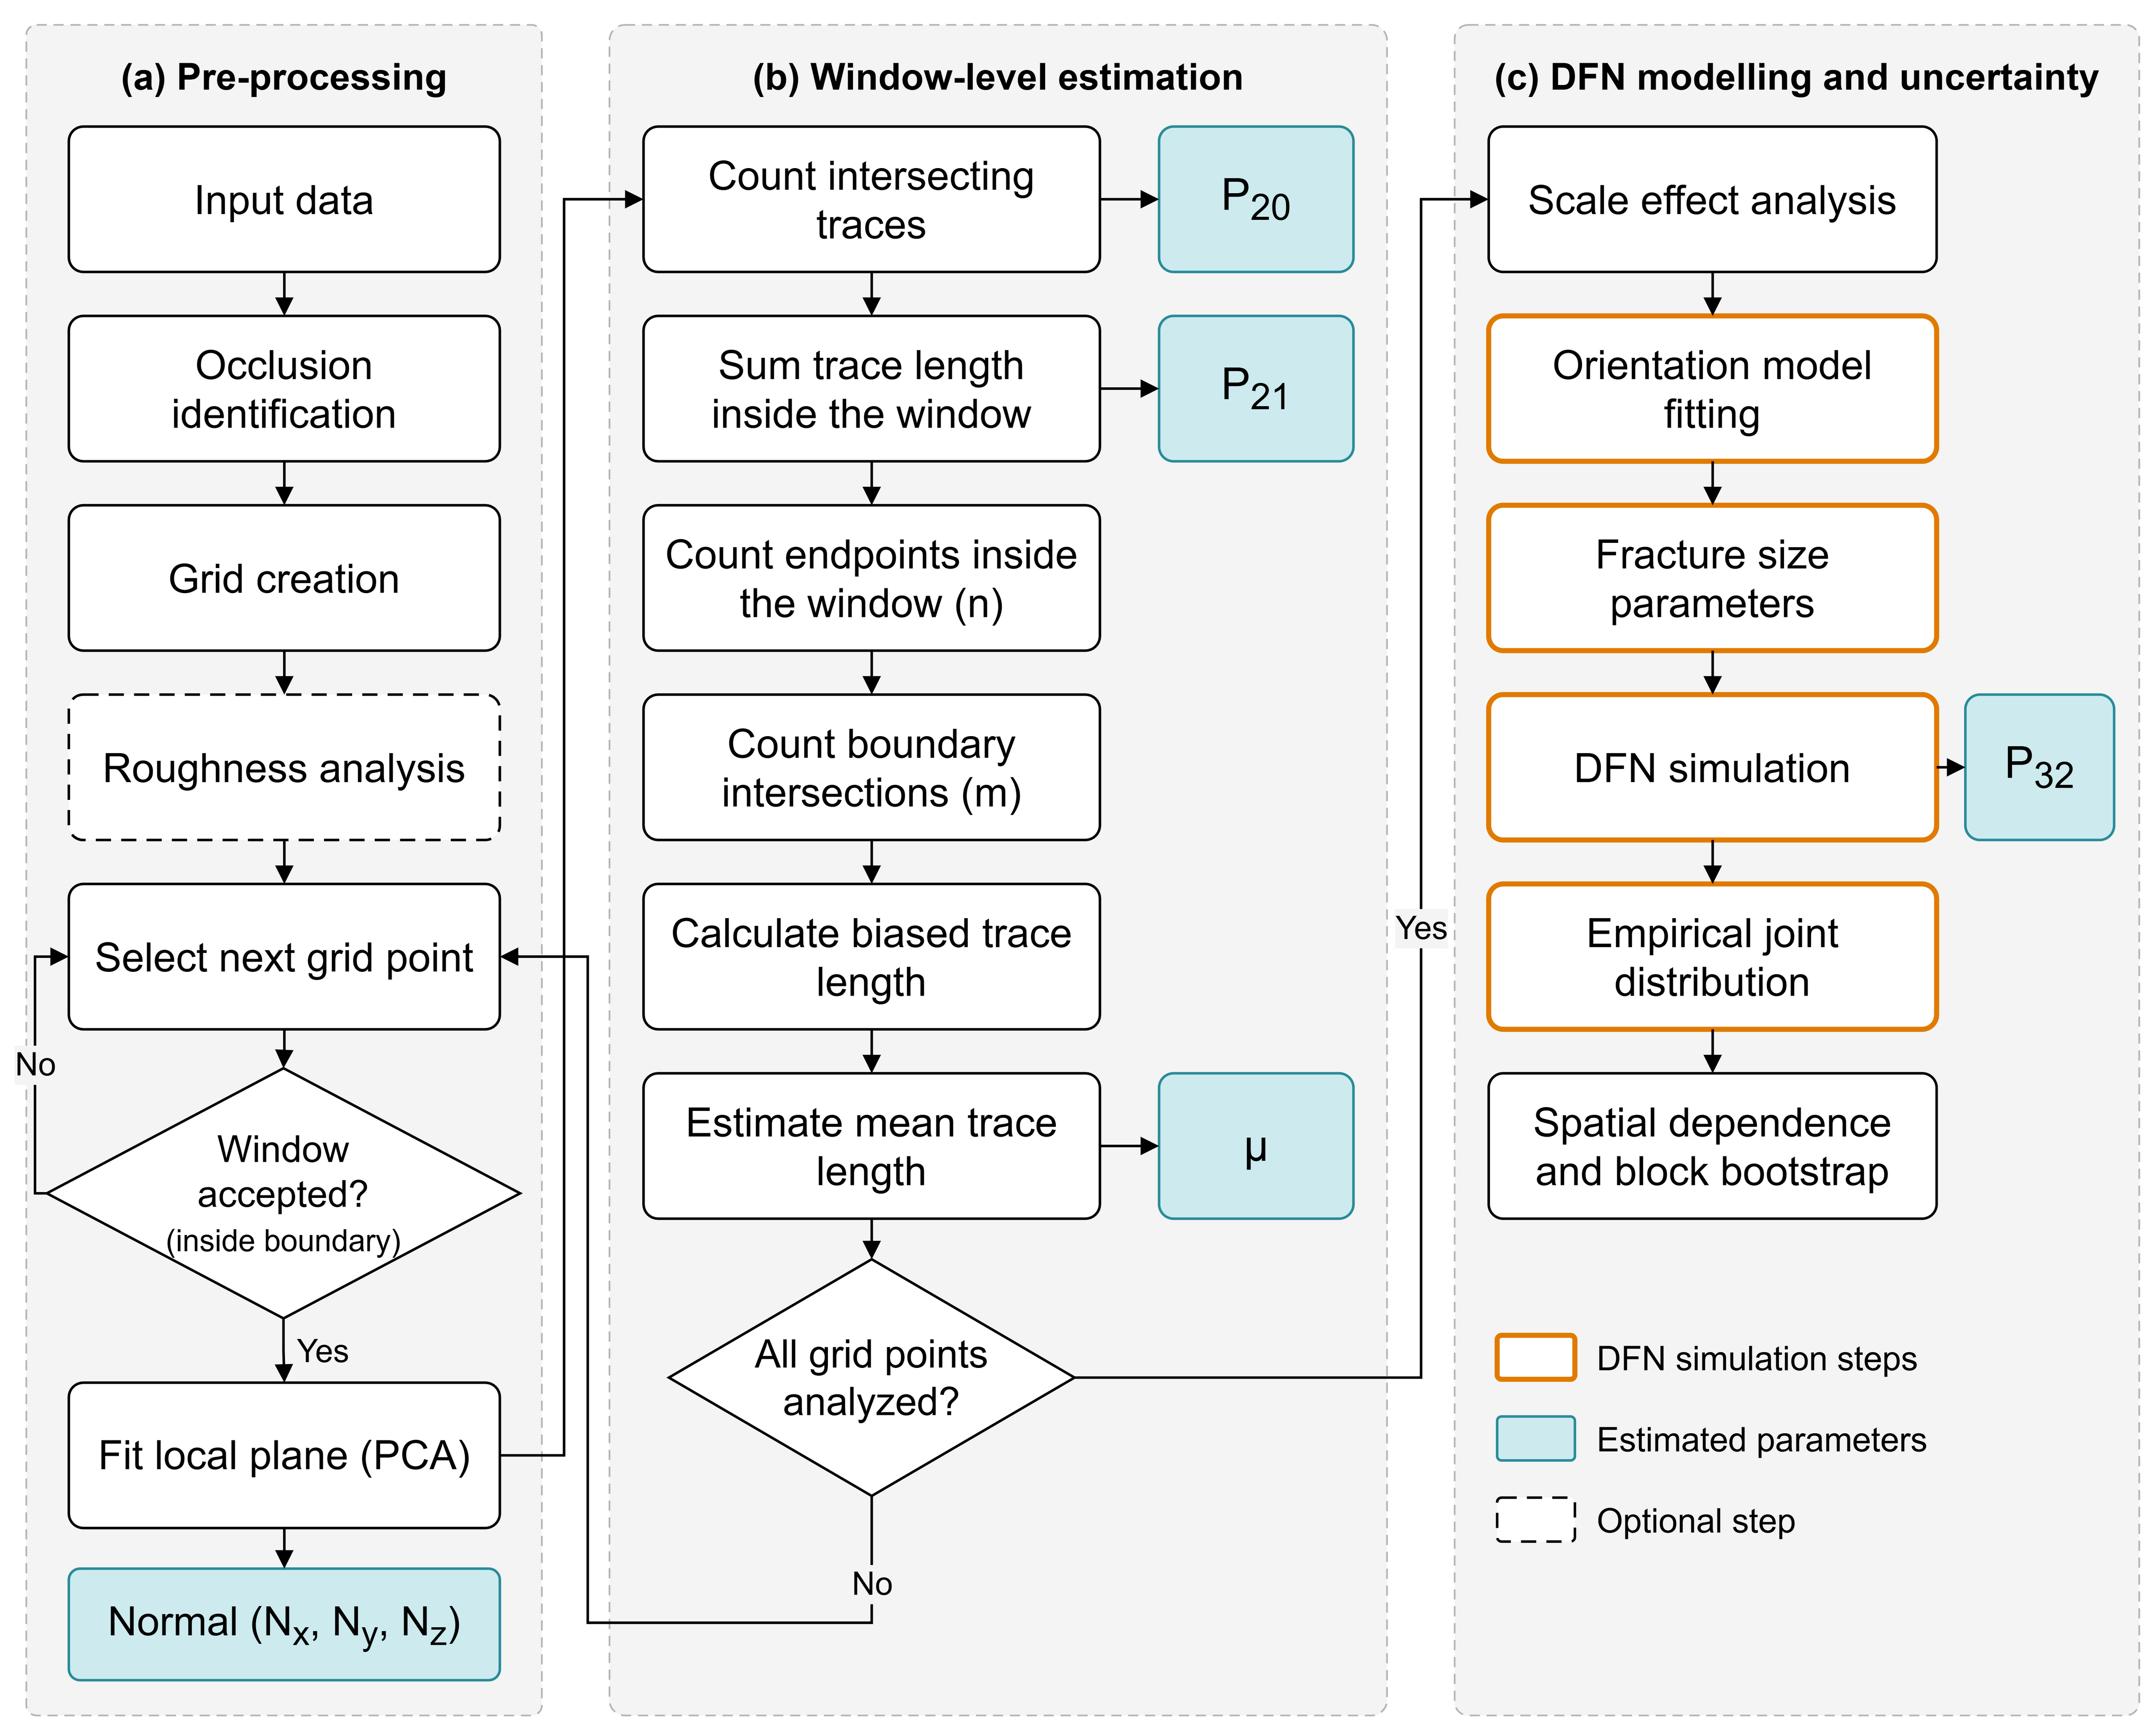 (a) Pre-processing
Input data
Occlusion
identification
Grid creation
Roughness analysis
Select next grid point
No
Window
accepted?
(inside boundary)
Yes
Fit local plane (PCA)
Normal (Nx, Ny, Nz)
(b) Window-level estimation
Count intersecting
traces
P20
Sum trace length
inside the window
P21
Count endpoints inside
the window (n)
Count boundary
intersections (m)
Calculate biased trace
length
Estimate mean trace
length
μ
All grid points
analyzed?
No
Yes
(c) DFN modelling and uncertainty
Scale effect analysis
Orientation model
fitting
Fracture size
parameters
DFN simulation
P32
Empirical joint
distribution
Spatial dependence
and block bootstrap
DFN simulation steps
Estimated parameters
Optional step